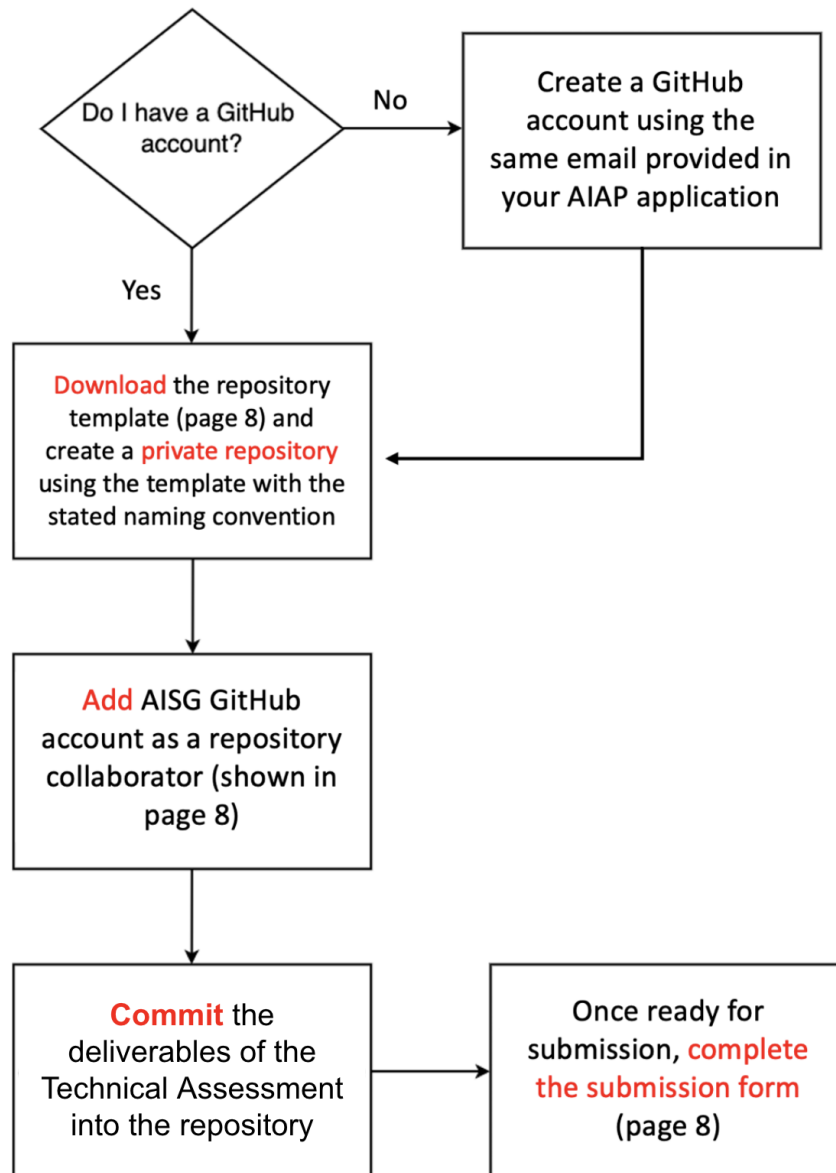 Do I have a GitHub
account?
No
Create a GitHub
account using the
same email provided in
your AIAP application
Yes
Download the repository
template (page 8) and
create a private repository
using the template with the
stated naming convention
Add AISG GitHub
account as a repository
collaborator (shown in
page 8)
Commit the
deliverables of the
Technical Assessment
into the repository
Once ready for
submission, complete
the submission form
(page 8)